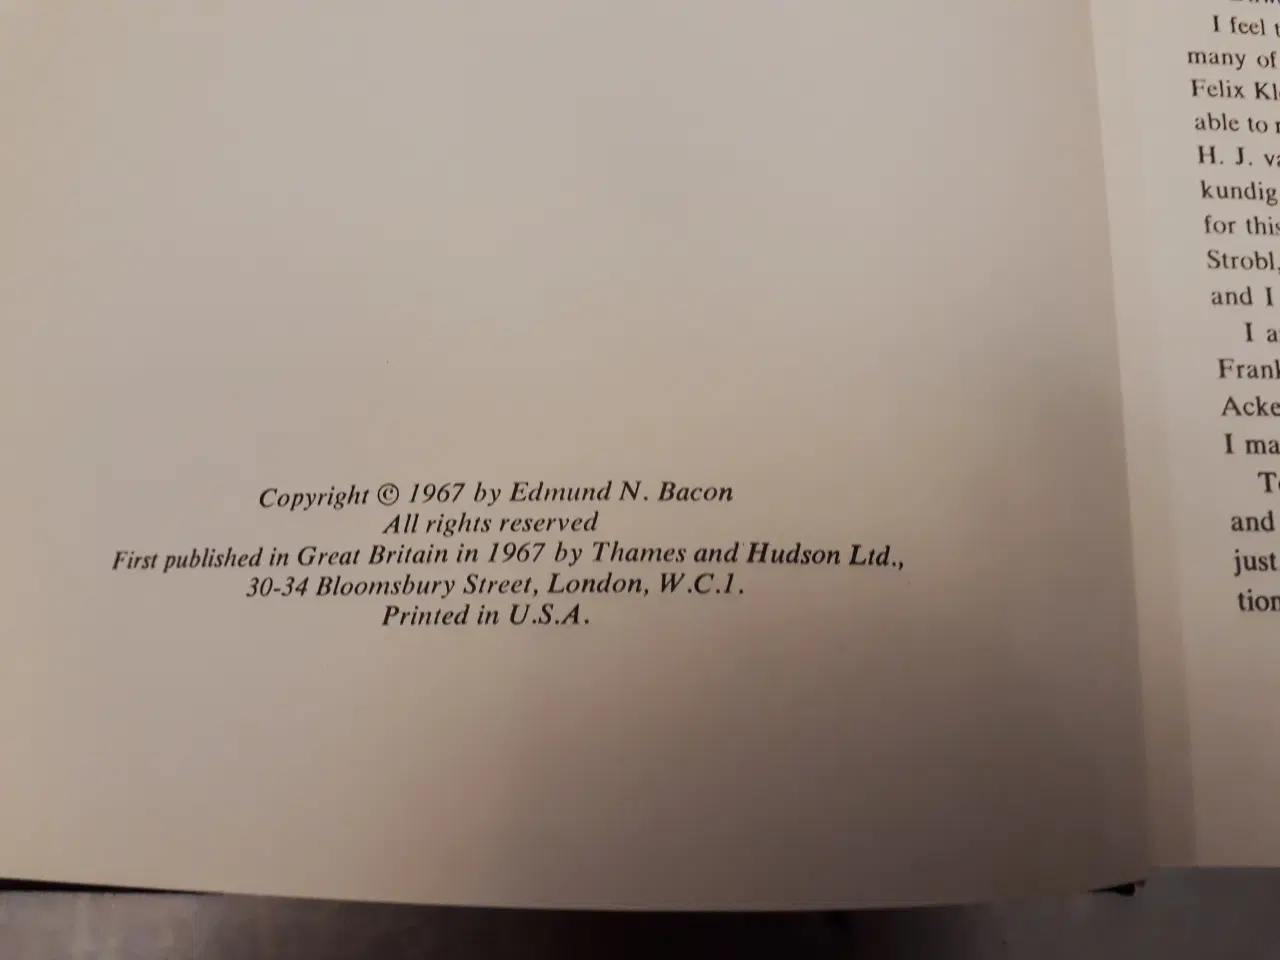 Copyright © 1967 by Edmund N. Bacon
All rights reserved
First published in Great Britain in 1967 by Thames and Hudson Ltd.,
30-34 Bloomsbury Street, London, W.C.1.
Printed in U.S.A.
I feel
many of
Felix
able to
H. J.
kundig
for this
Strobl,
and I
I
I
and
just